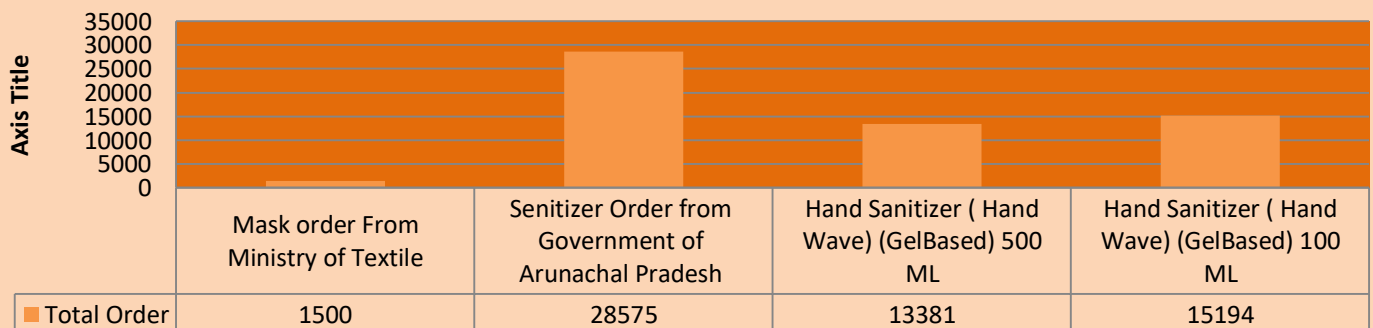 Axis Title
35000
30000
25000
20000
15000
10000
5000
0
Mask order From
Ministry of Textile
Senitizer Order from
Government of
Arunachal Pradesh
Hand Sanitizer ( Hand
Wave) (GelBased) 500
ML
Hand Sanitizer ( Hand
Wave) (GelBased) 100
ML
Total Order 1500 28575 13381 15194